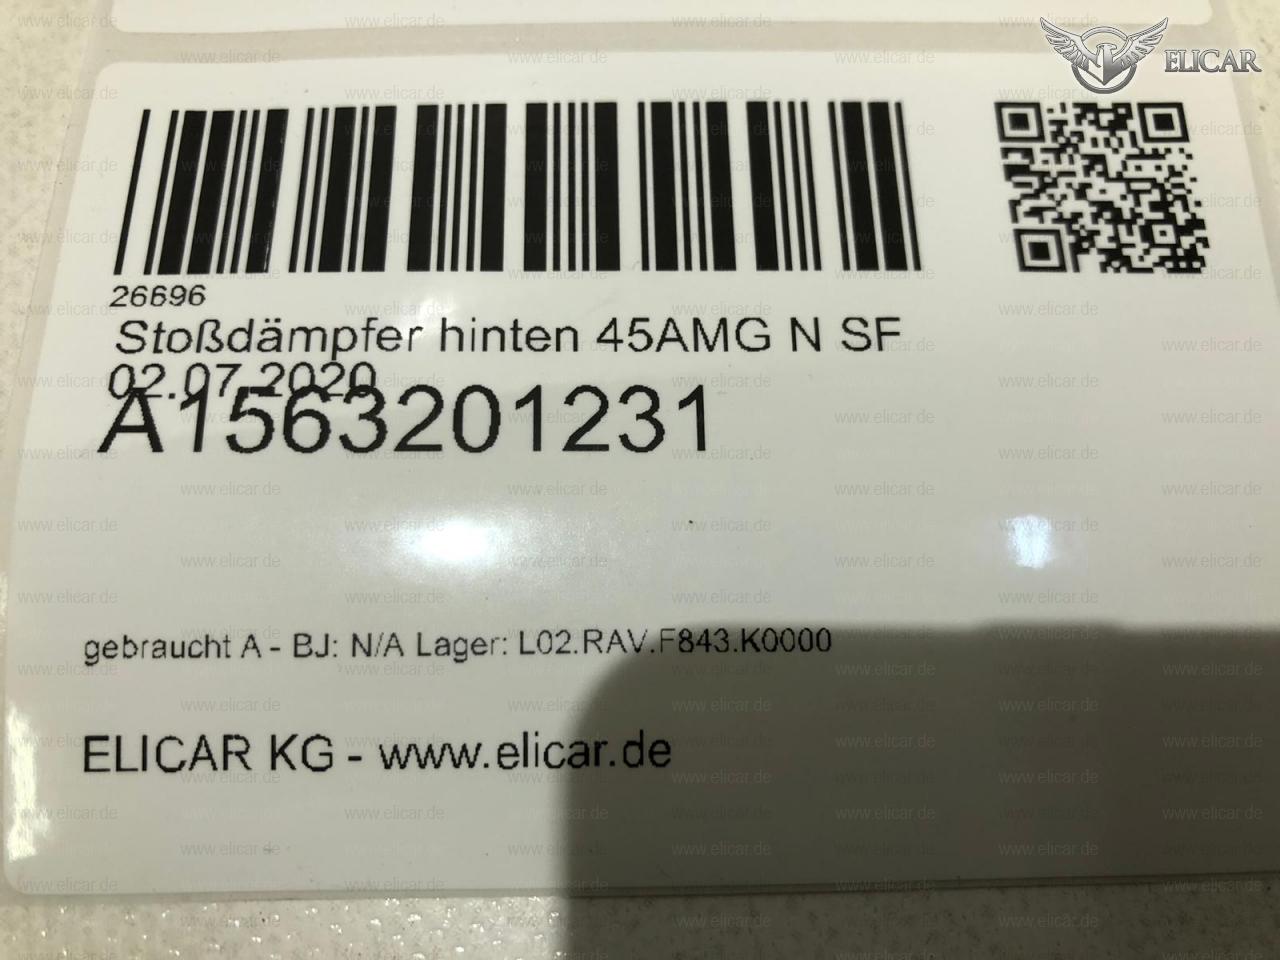 ELICAR
26696
Stoßdämpfer hinten 45AMG N SF
02.07.2020
A1563201231
gebraucht A - BJ: N/A Lager: L02.RAV.F843.K0000
ELICAR KG - www.elicar.de